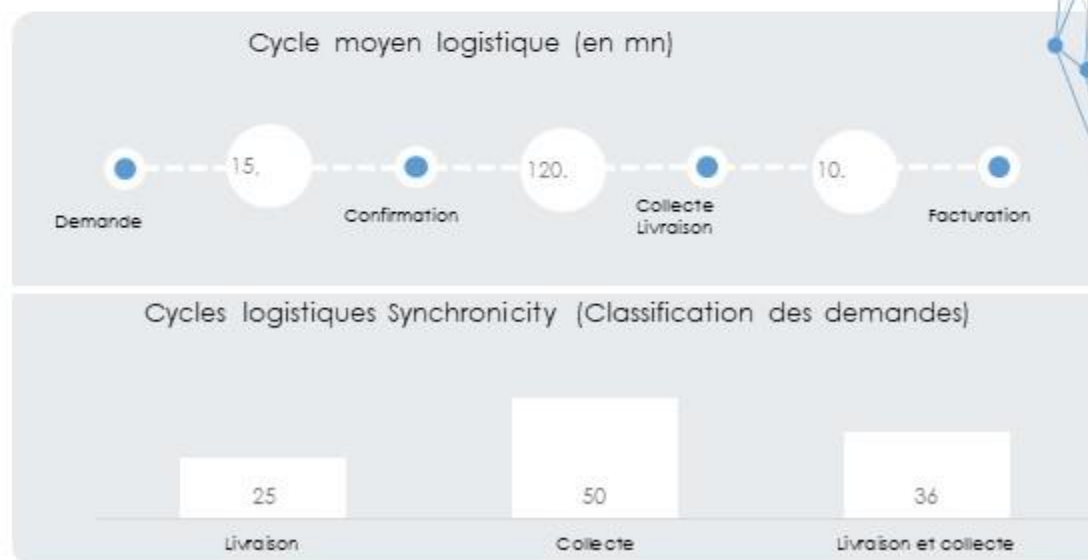 Cycle moyen logistique (en mn)
15,
120.
10.
Demande
Confirmation
Collecte
Livraison
Facturation
Cycles logistiques Synchronicity (Classification des demandes)
25
50
36
Livraison
Collecte
Livraison et collecte